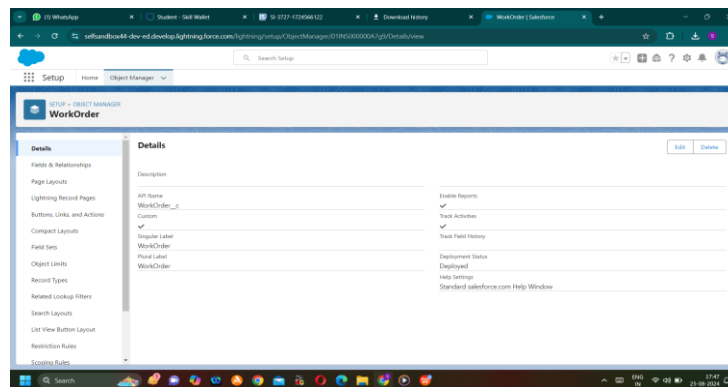 (1) WhatsApp
Student - Skill Wallet
SI-3727-1724566122
Download history
WorkOrder | Salesforce
selfsandbox44-dev-ed.develop.lightning.force.com/lightning/setup/ObjectManager/01INS000000A7g9/Details/view
Search Setup
Setup
Home
Object Manager
SETUP > OBJECT MANAGER
WorkOrder
Details
Fields & Relationships
Page Layouts
Lightning Record Pages
Buttons, Links, and Actions
Compact Layouts
Field Sets
Object Limits
Record Types
Related Lookup Filters
Search Layouts
List View Button Layout
Restriction Rules
Scoping Rules
Details
Edit
Delete
Description
API Name
WorkOrder__c
Custom
Singular Label
WorkOrder
Plural Label
WorkOrder
Enable Reports
Track Activities
Track Field History
Deployment Status
Deployed
Help Settings
Standard salesforce.com Help Window
Search
ENG
IN
17:47
25-08-2024